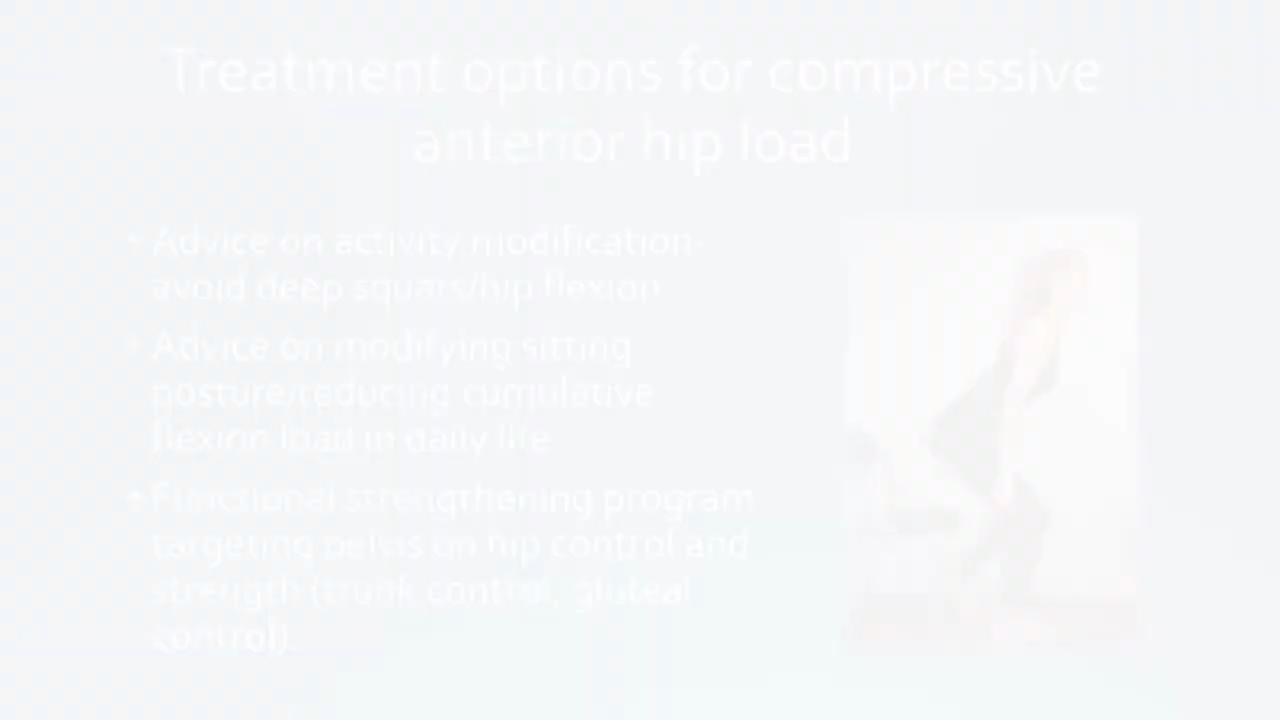 Treatment options for compressive
anterior hip load
• Advice on activity modification-
avoid deep squats/hip flexion
• Advice on modifying sitting
posture/reducing cumulative
flexion load in daily life
• Functional strengthening program
targeting pelvis on hip control and
strength (trunk control, gluteal
control).